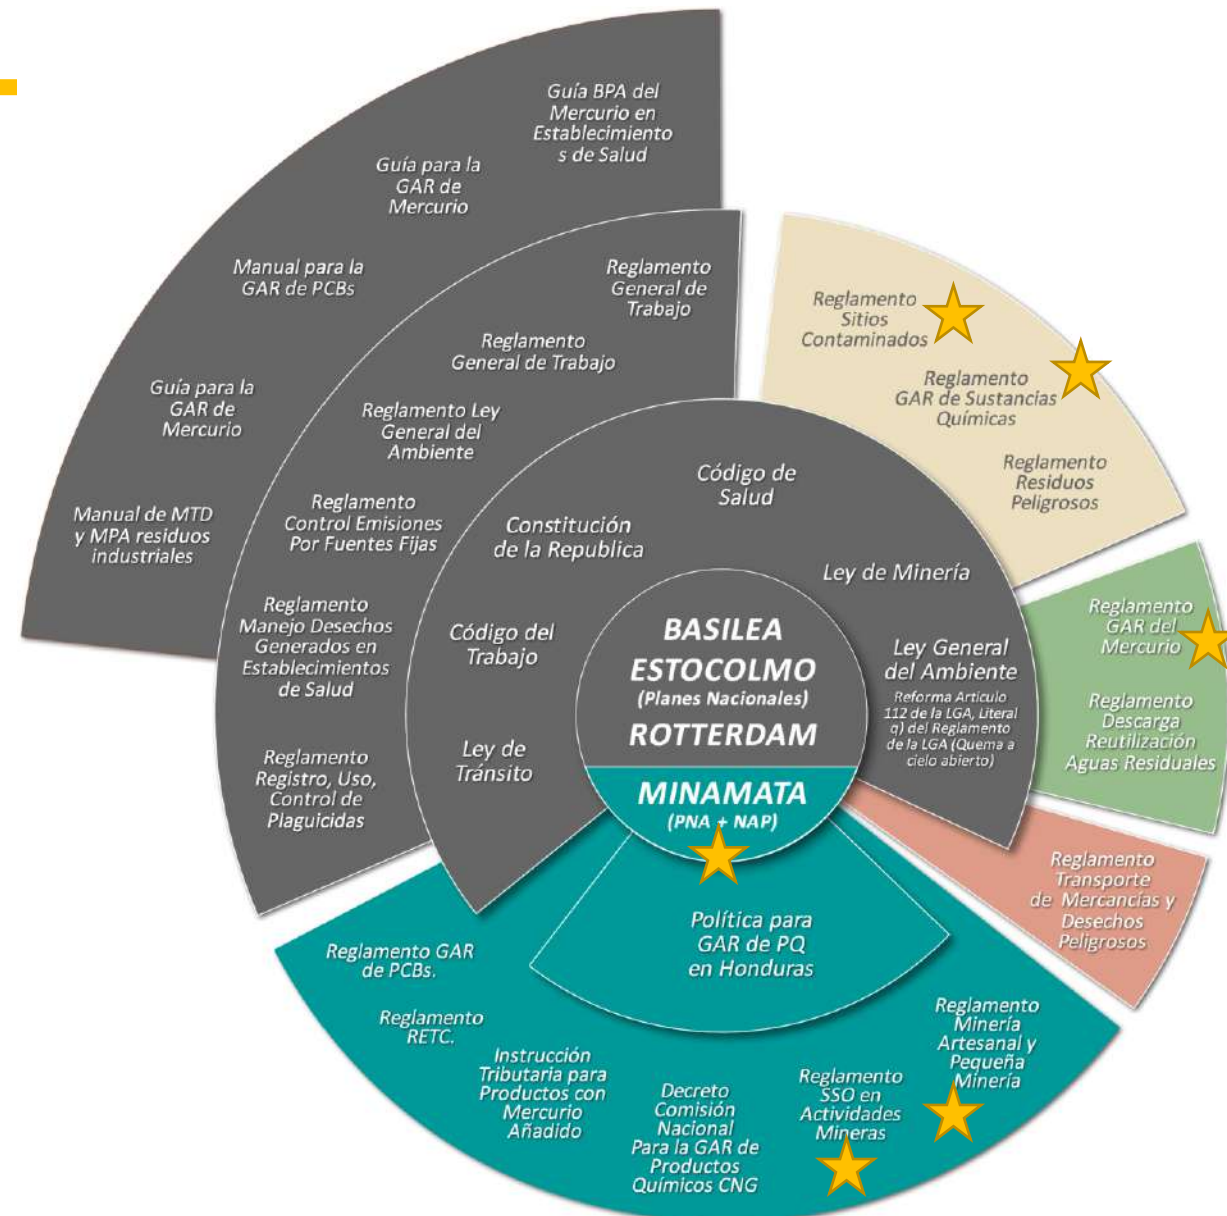 Guía BPA del
Mercurio en
Establecimiento
s de Salud
Guía para la
GAR de
Mercurio
Manual para la
GAR de PCBs
Guía para la
GAR de
Mercurio
Manual de MTD
y MPA residuos
industriales
Reglamento
General de
Trabajo
Reglamento
General de Trabajo
Reglamento Ley
General del
Ambiente
Reglamento
Control Emisiones
Por Fuentes Fijas
Reglamento
Manejo Desechos
Generados en
Establecimientos
de Salud
Reglamento
Registro, Uso,
Control de
Plaguicidas
Código de
Salud
Constitución
de la Republica
Código del
Trabajo
Ley de
Tránsito
Ley de Minería
Ley General
del Ambiente
Reforma Articulo
112 de la LGA, Literal
q) del Reglamento
de la LGA (Quema a
cielo abierto)
BASILEA
ESTOCOLMO
(Planes Nacionales)
ROTTERDAM
MINAMATA
(PNA + NAP)
Reglamento
Sitios
Contaminados
Reglamento
GAR de Sustancias
Químicas
Reglamento
Residuos
Peligrosos
Reglamento
GAR del
Mercurio
Reglamento
Descarga
Reutilización
Aguas Residuales
Reglamento
Transporte
de Mercancías y
Desechos
Peligrosos
Política para
GAR de PQ
en Honduras
Reglamento GAR
de PCBs.
Reglamento
RETC.
Instrucción
Tributaria para
Productos con
Mercurio
Añadido
Decreto
Comisión
Nacional
Para la GAR de
Productos
Químicos CNG
Reglamento
SSO en
Actividades
Mineras
Reglamento
Minería
Artesanal y
Pequeña
Minería